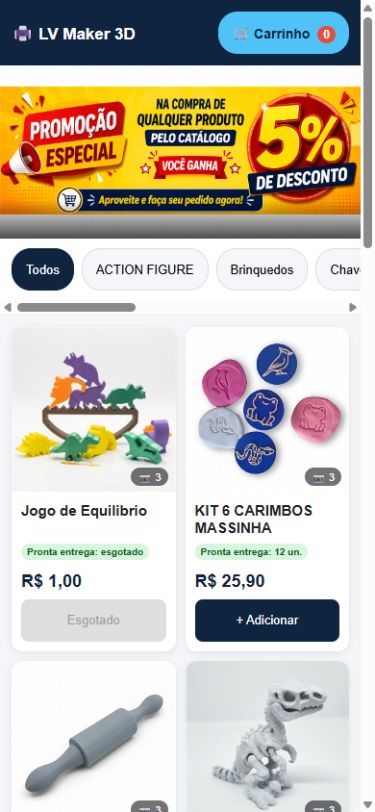 LV Maker 3D
Carrinho 0
PROMOÇÃO
ESPECIAL
NA COMPRA DE
QUALQUER PRODUTO
PELO CATÁLOGO
VOCÊ GANHA
5%
DE DESCONTO
Aproveite e faça seu pedido agora!
Todos
ACTION FIGURE
Brinquedos
Chav
3
3
Jogo de Equilibrio
KIT 6 CARIMBOS
MASSINHA
Pronta entrega: esgotado
Pronta entrega: 12 un.
R$ 1,00
R$ 25,90
Esgotado
+ Adicionar
3
3